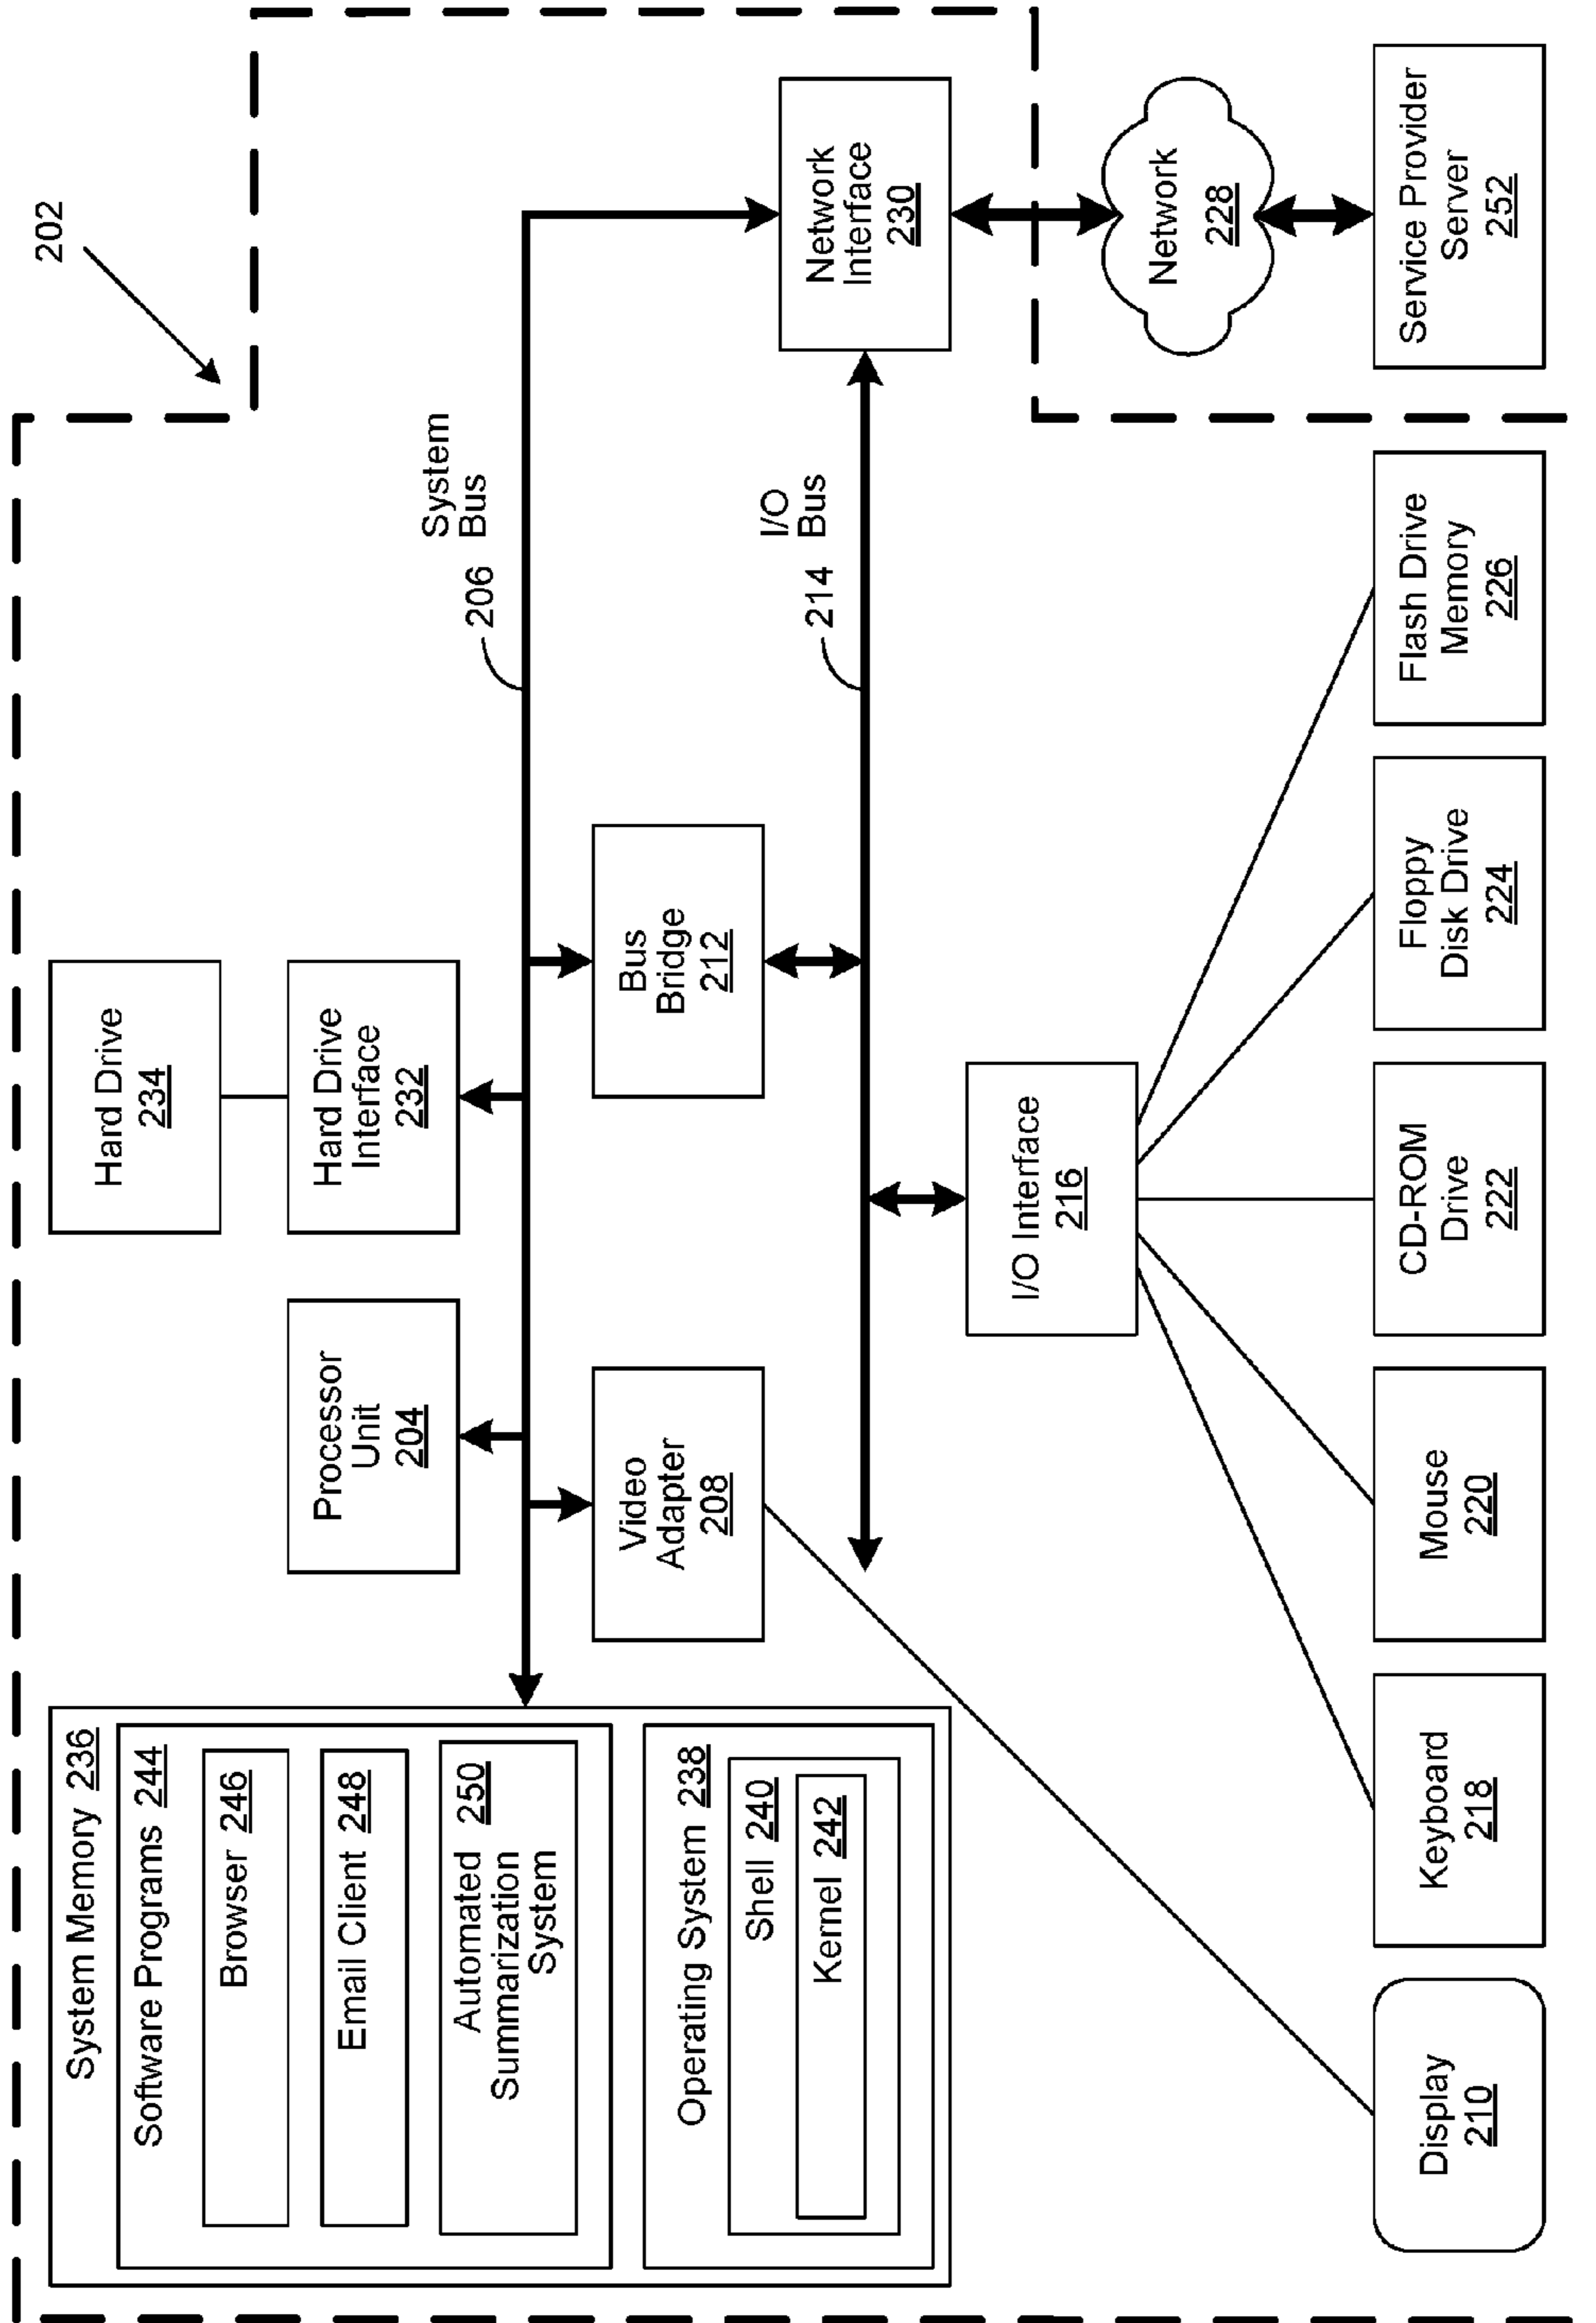 202
System Memory 236
Software Programs 244
Browser 246
Email Client 248
Automated 250
Summarization
System
Operating System 238
Shell 240
Kernel 242
Hard Drive
234
Processor
Unit
204
Hard Drive
Interface
232
206
System
Bus
Video
Adapter
208
Bus
Bridge
212
214
I/O
Bus
Network
Interface
230
I/O Interface
216
Network
228
Display
210
Keyboard
218
Mouse
220
CD-ROM
Drive
222
Floppy
Disk Drive
224
Flash Drive
Memory
226
Service Provider
Server
252